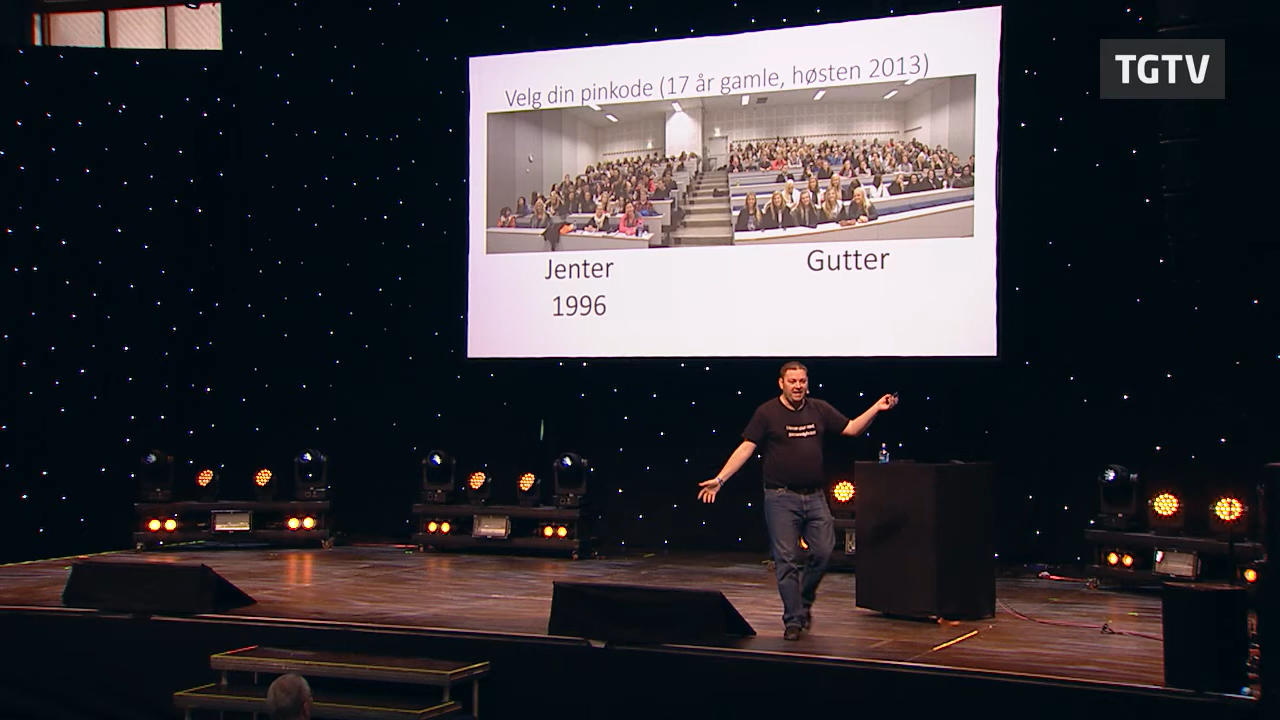 TGTV
Velg din pinkode (17 år gamle, høsten 2013)
Jenter
Gutter
1996